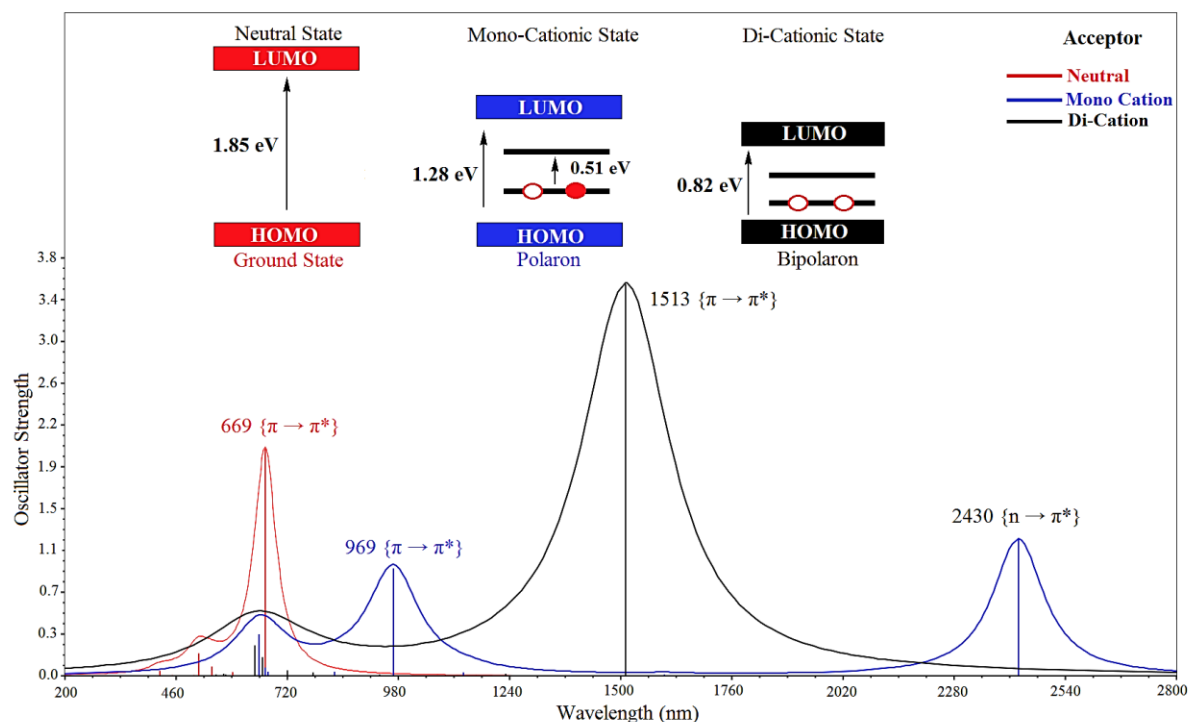 Neutral State
Mono-Cationic State
Di-Cationic State
Acceptor
Neutral
Mono Cation
Di-Cation
LUMO
1.85 eV
HOMO
Ground State
LUMO
1.28 eV
0.51 eV
HOMO
Polaron
LUMO
0.82 eV
HOMO
Bipolaron
Oscillator Strength
3.8
3.4
3.0
2.6
2.2
1.9
1.5
1.1
0.7
0.3
0.0
669 {π → π*}
969 {π → π*}
1513 {π → π*}
2430 {n → π*}
200 460 720 980 1240 1500 1760 2020 2280 2540 2800
Wavelength (nm)